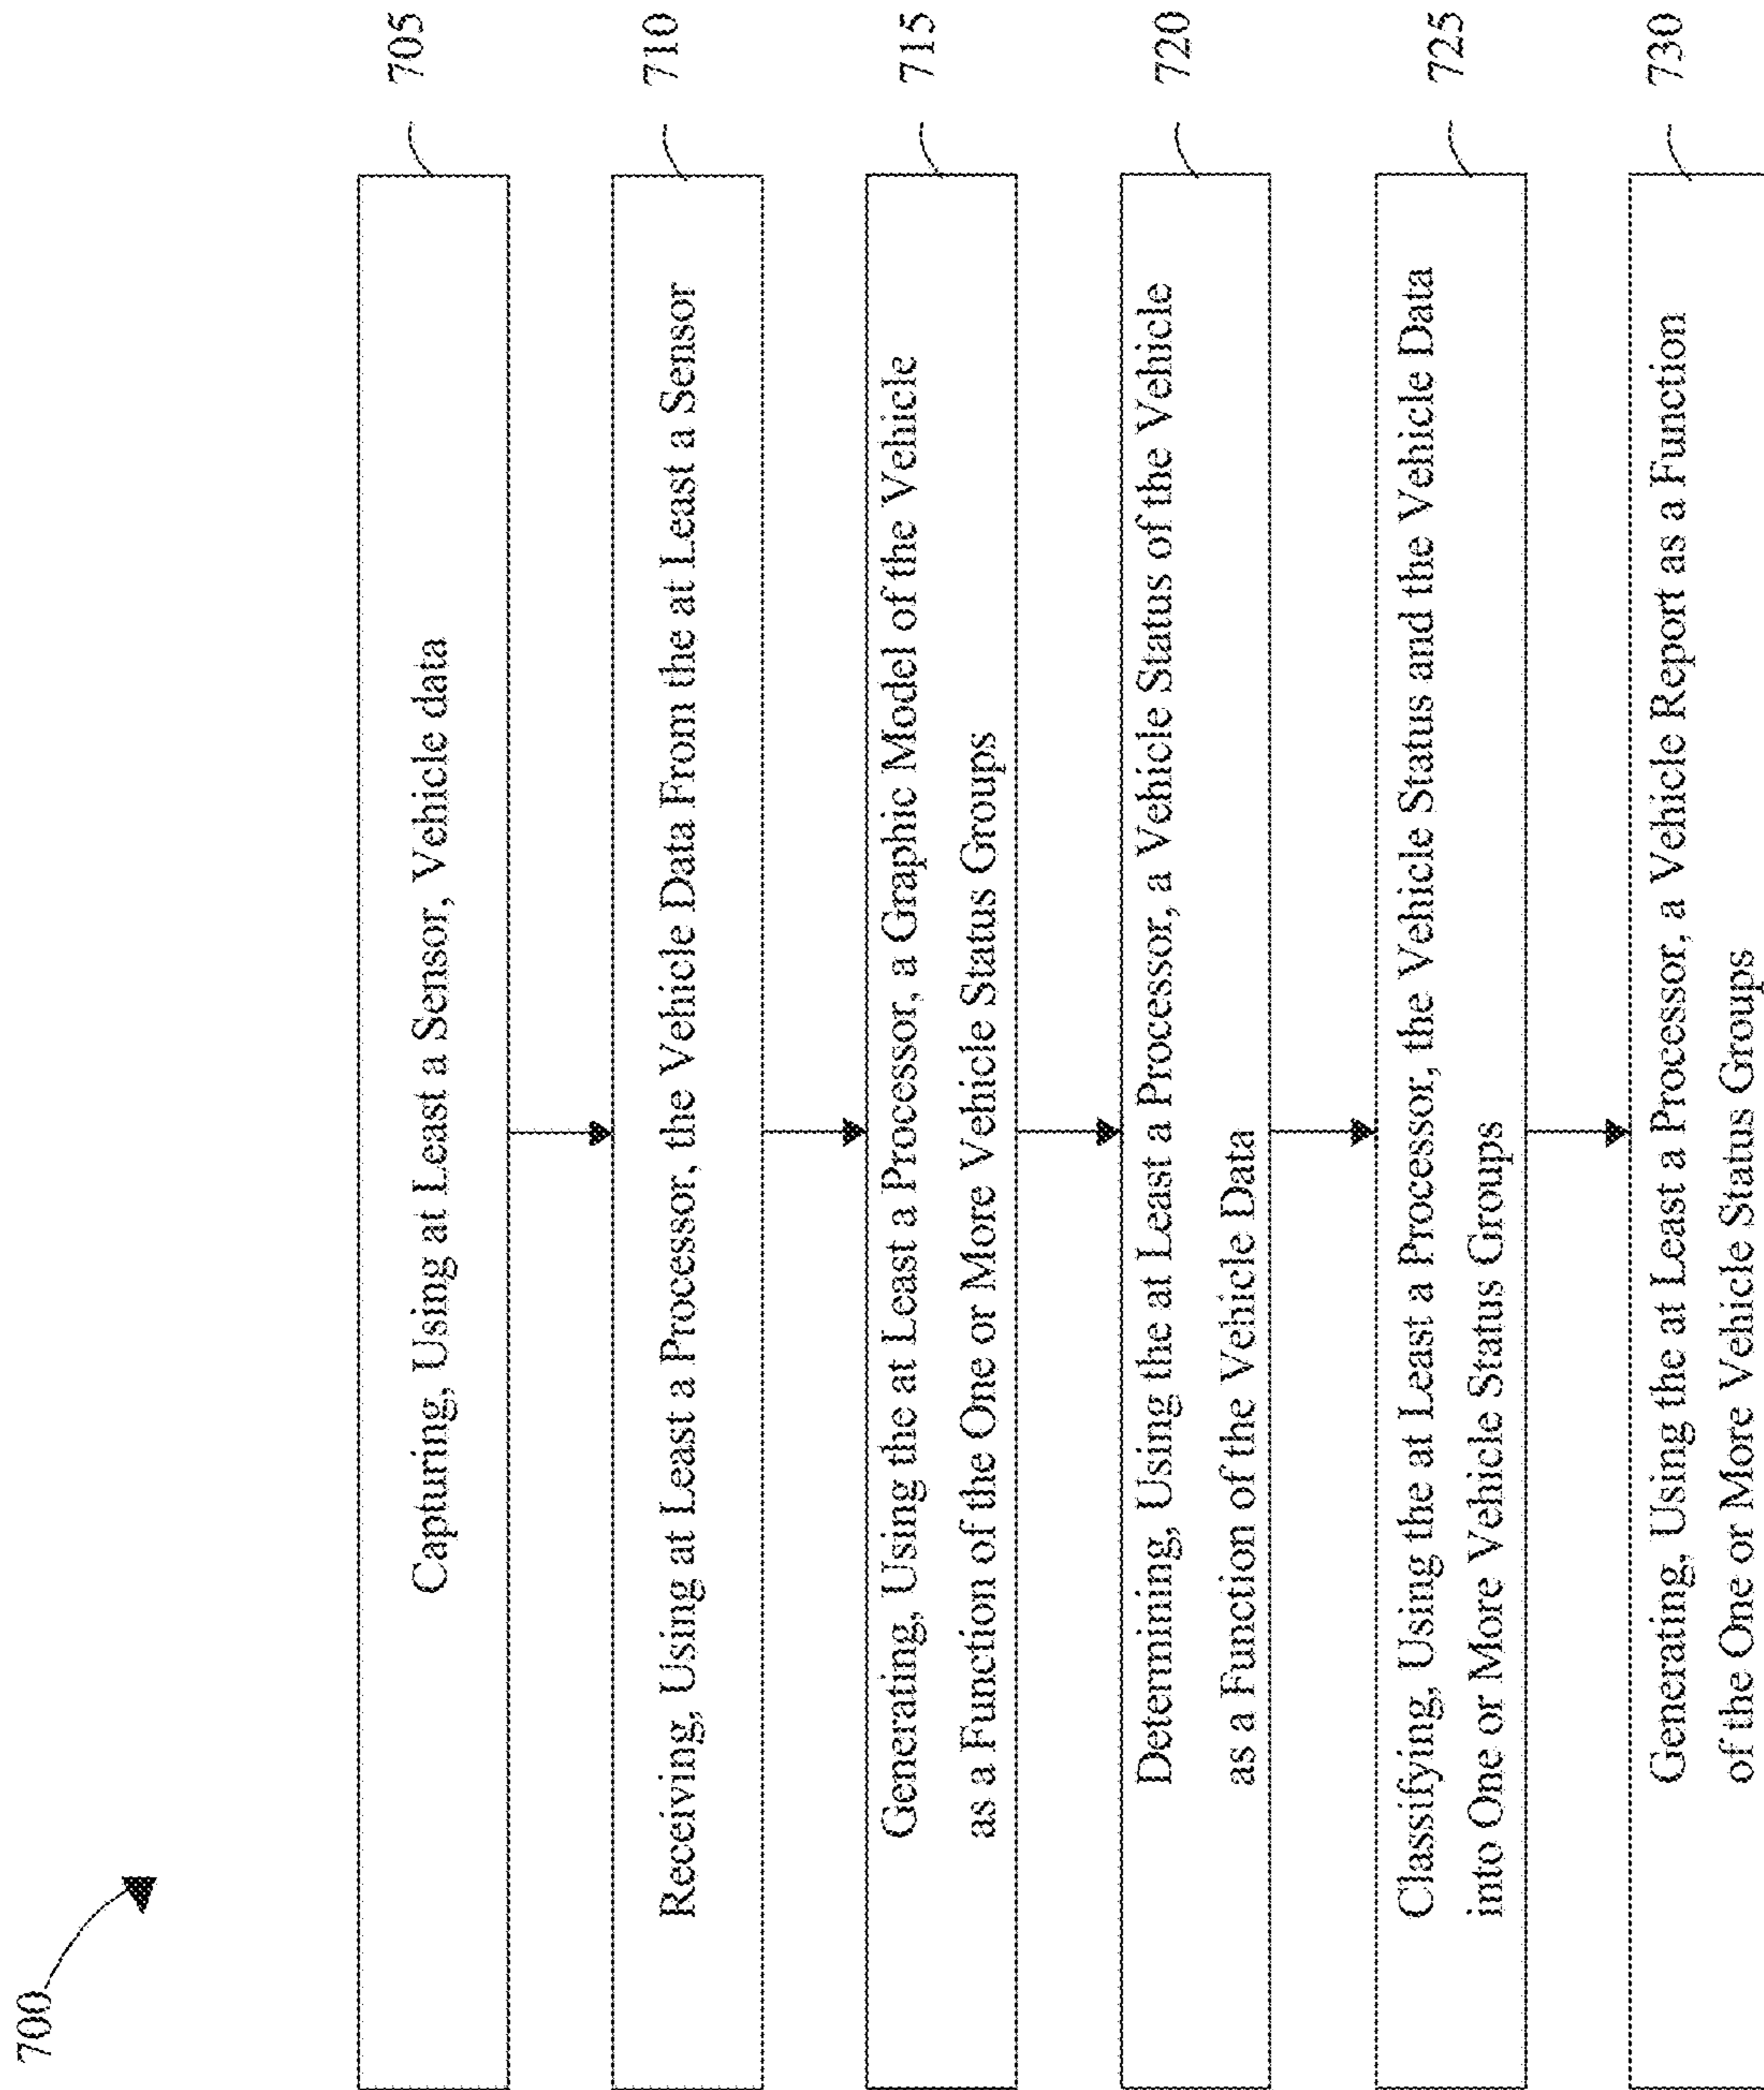 700
Capturing, Using at Least a Sensor, Vehicle data
705
Receiving, Using at Least a Processor, the Vehicle Data From the at Least a Sensor
710
Generating, Using the at Least a Processor, a Graphic Model of the Vehicle
as a Function of the One or More Vehicle Status Groups
715
Determining, Using the at Least a Processor, a Vehicle Status of the Vehicle
as a Function of the Vehicle Data
720
Classifying, Using the at Least a Processor, the Vehicle Status and the Vehicle Data
into One or More Vehicle Status Groups
725
Generating, Using the at Least a Processor, a Vehicle Report as a Function
of the One or More Vehicle Status Groups
730